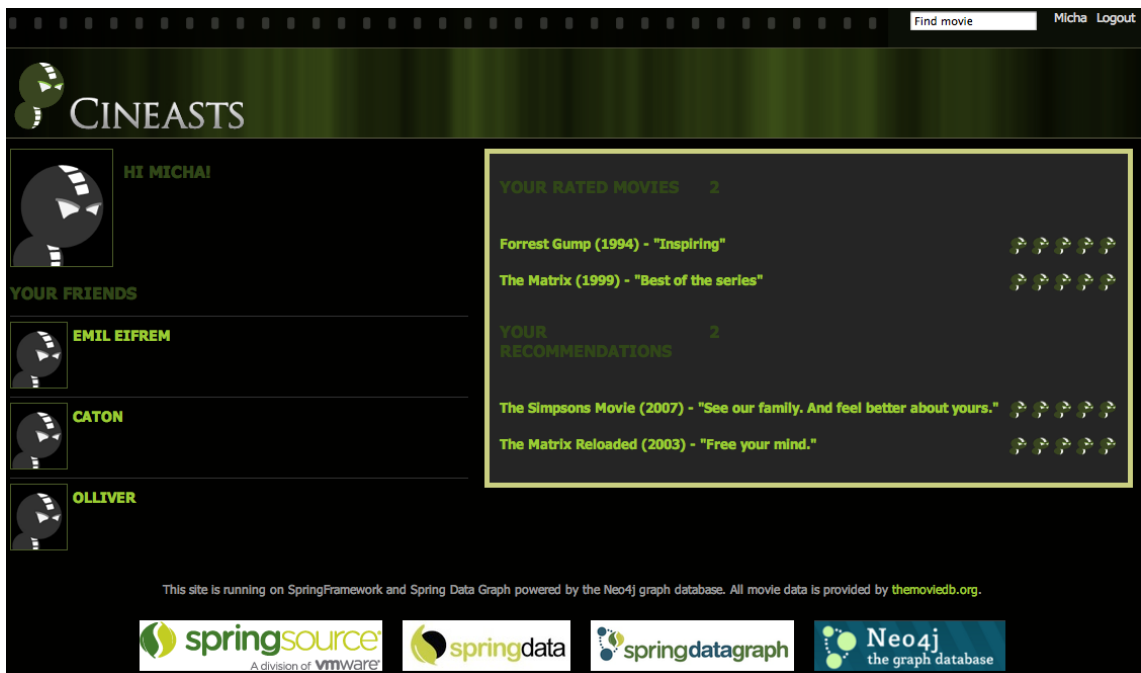 Find movie
Micha Logout
CINEASTS
HI MICHA!
YOUR FRIENDS
EMIL EIFREM
CATON
OLLIVER
YOUR RATED MOVIES 2
Forrest Gump (1994) - "Inspiring"
The Matrix (1999) - "Best of the series"
YOUR 2
RECOMMENDATIONS
The Simpsons Movie (2007) - "See our family. And feel better about yours."
The Matrix Reloaded (2003) - "Free your mind."
This site is running on SpringFramework and Spring Data Graph powered by the Neo4j graph database. All movie data is provided by themoviedb.org.
springsource
A division of vmware
springdata
springdatagraph
Neo4j
the graph database